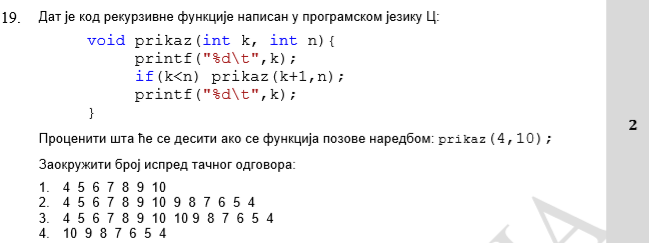 19. Дат је код рекурзивне функције написан у програмском језику Ц:
void prikaz(int k, int n){
printf("%d\t",k);
if(k<n) prikaz(k+1,n);
printf("%d\t",k);
}
2
Проценити шта ће се десити ако се функција позове наредбом: prikaz(4,10);
Заокружити број испред тачног одговора:
1. 4 5 6 7 8 9 10
2. 4 5 6 7 8 9 10 9 8 7 6 5 4
3. 4 5 6 7 8 9 10 10 9 8 7 6 5 4
4. 10 9 8 7 6 5 4